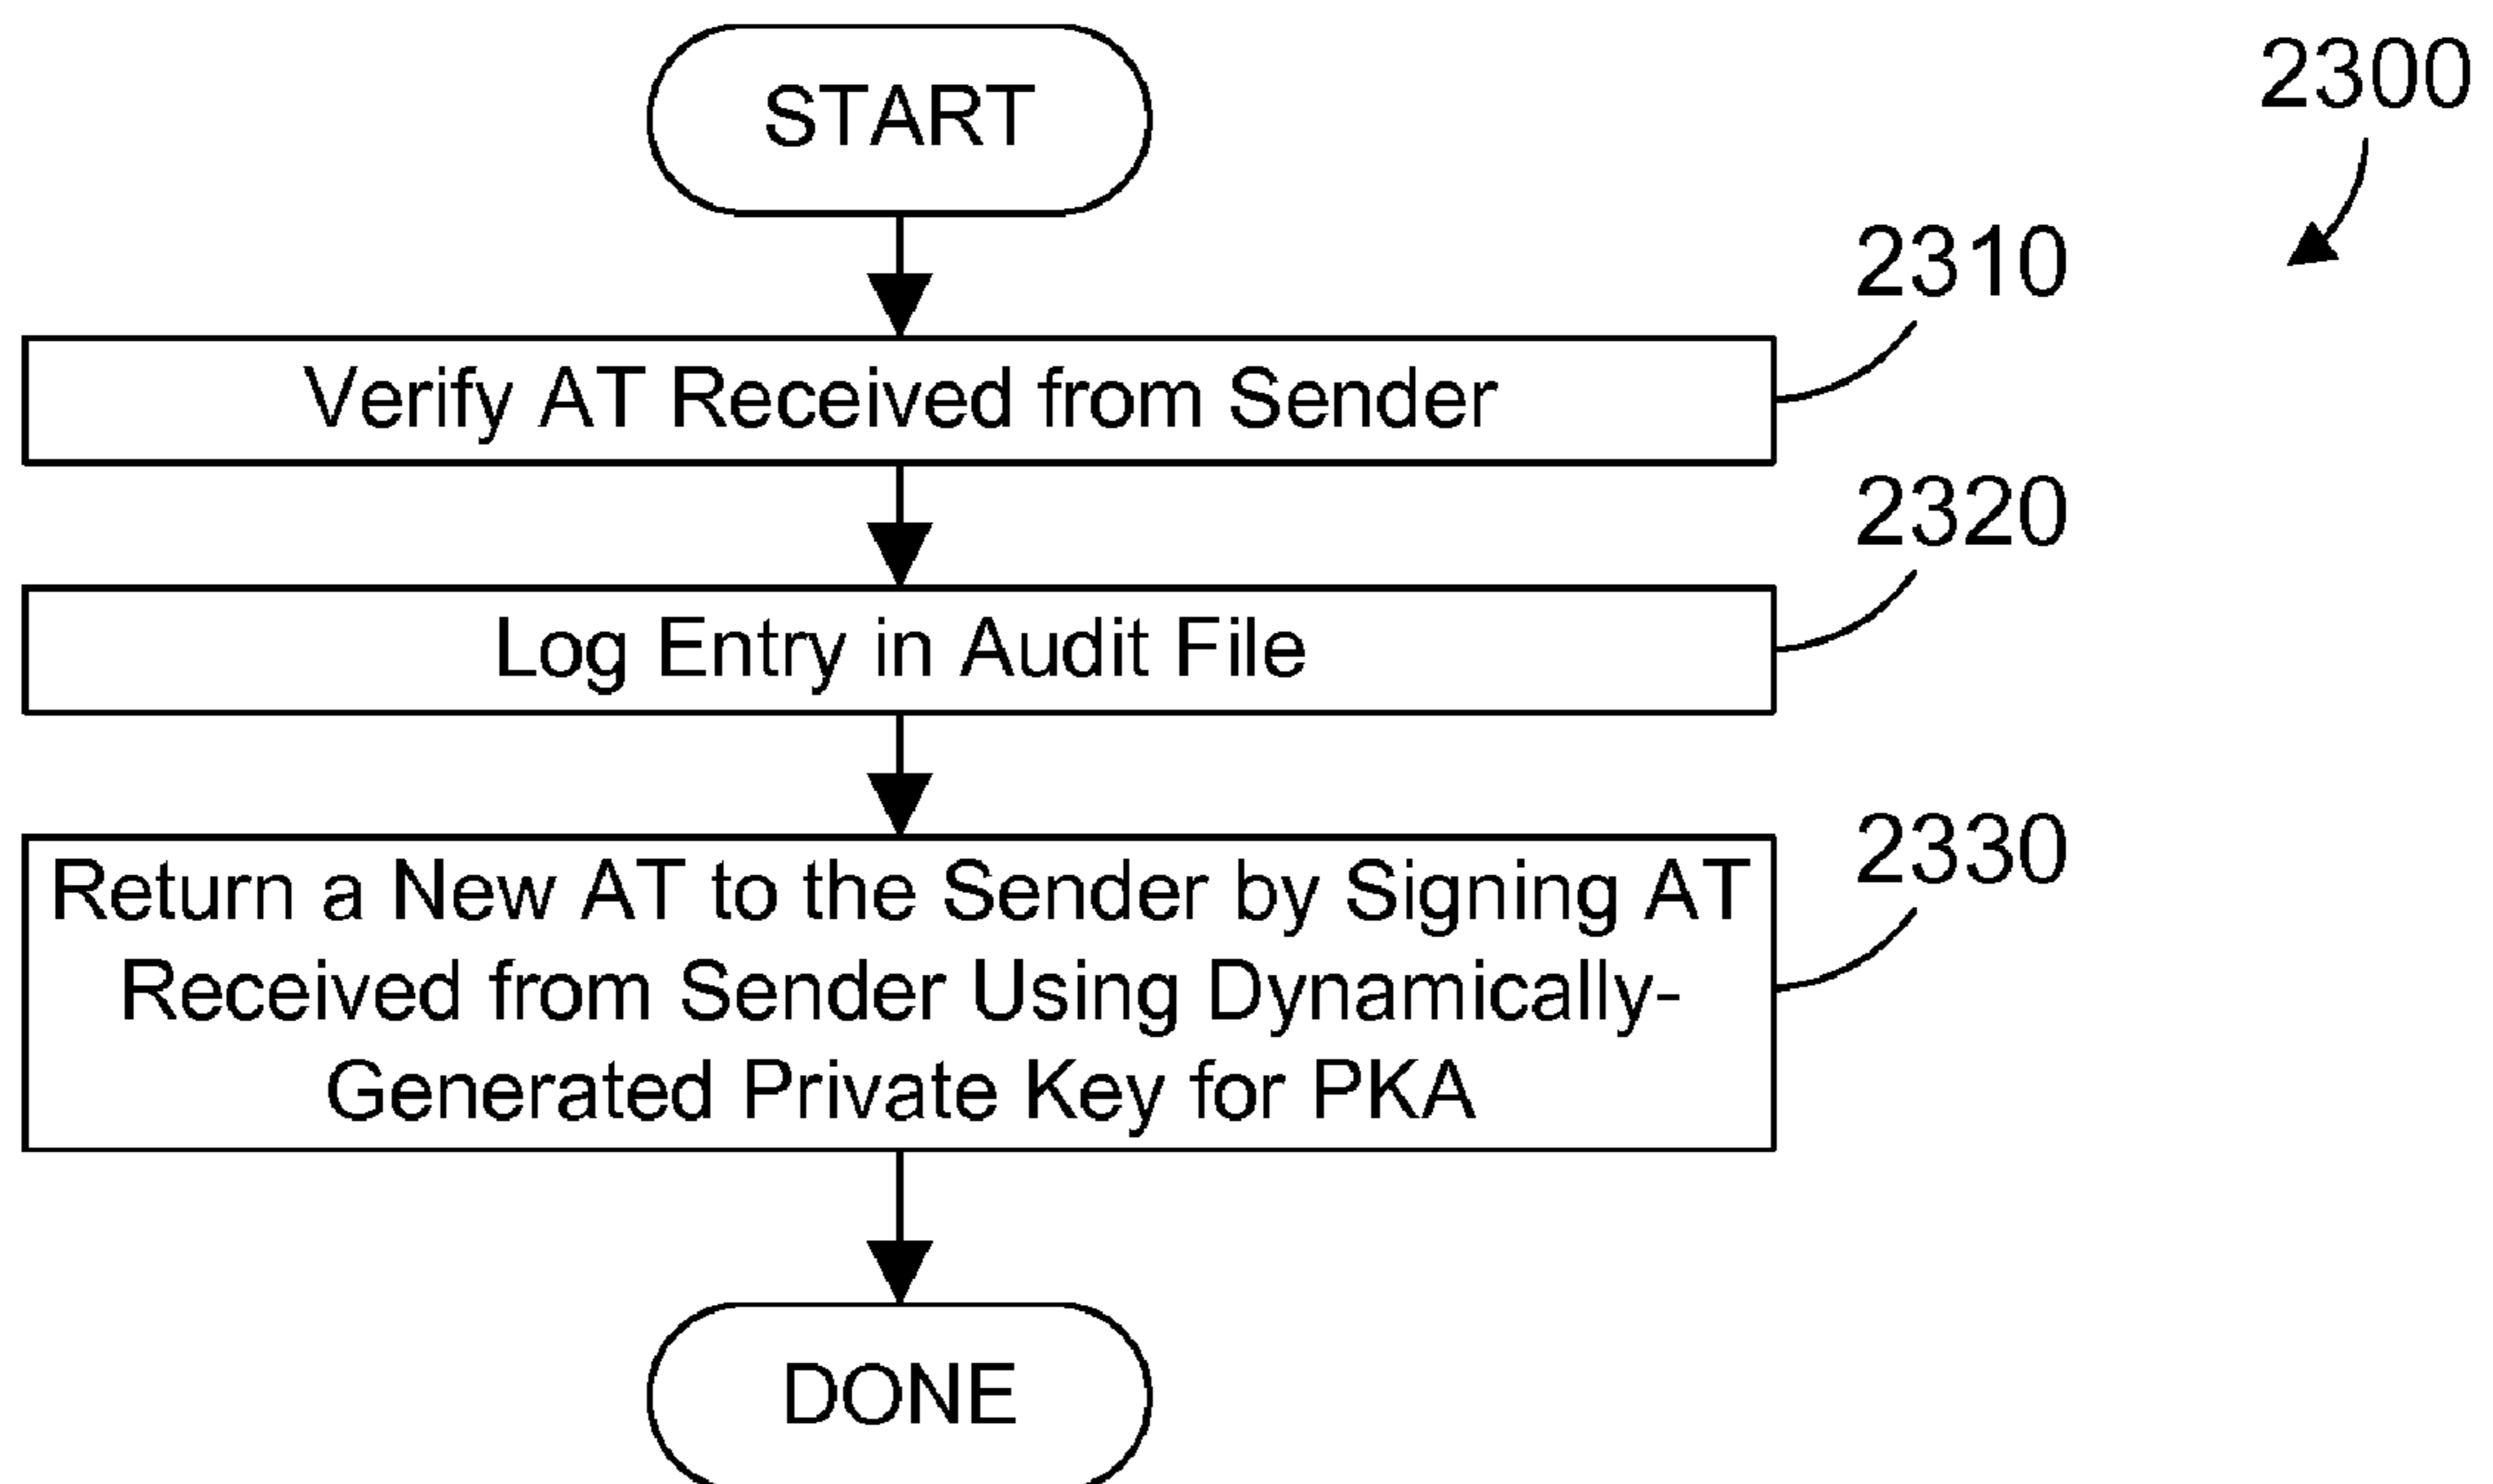 START
2300
2310
Verify AT Received from Sender
2320
Log Entry in Audit File
2330
Return a New AT to the Sender by Signing AT
Received from Sender Using Dynamically-
Generated Private Key for PKA
DONE